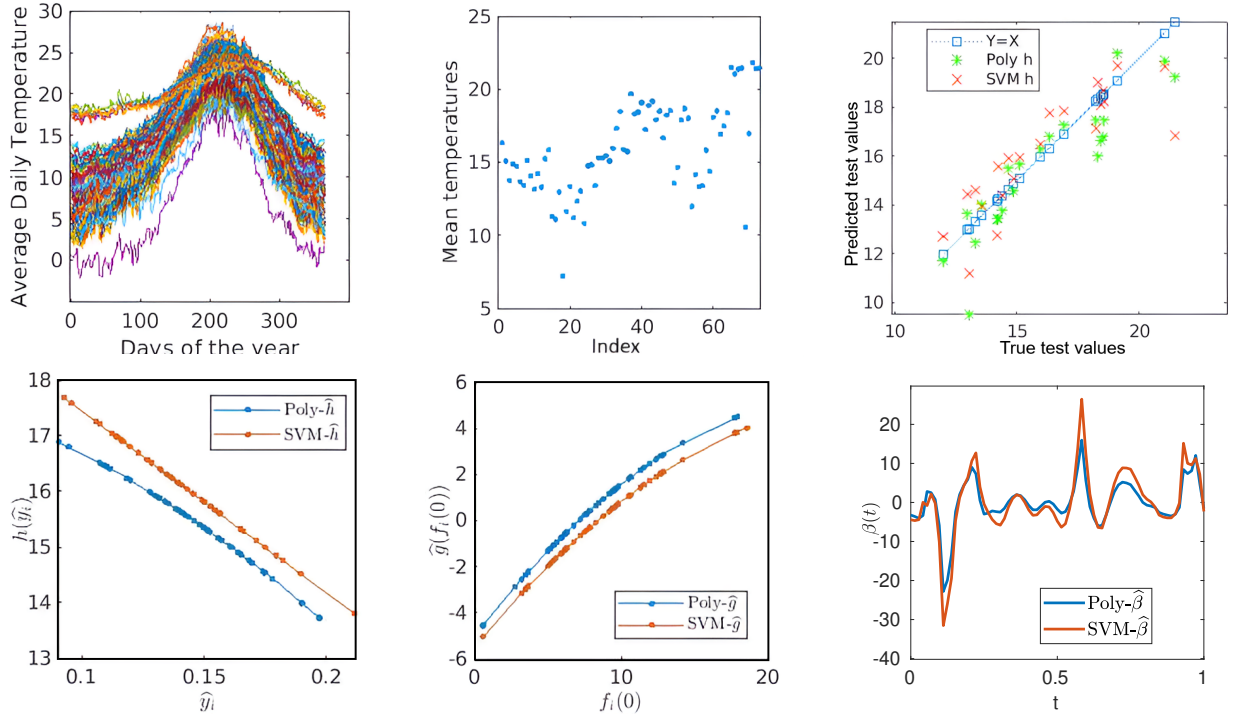 Average Daily Temperature
30
25
20
15
10
5
0
0 100 200 300
Days of the year
Mean temperatures
25
20
15
10
5
0 20 40 60
Index
Predicted test values
20
18
16
14
12
10
10 15 20
True test values
Y=X
Poly h
SVM h
h(ŷᵢ)
18
17
16
15
14
13
0.1 0.15 0.2
ŷᵢ
Poly-ĥ
SVM-ĥ
ĝ(fᵢ(0))
6
4
2
0
-2
-4
-6
0 10 20
fᵢ(0)
Poly-ĝ
SVM-ĝ
β(t)
30
20
10
0
-10
-20
-30
-40
0 0.5 1
t
Poly-β̂
SVM-β̂